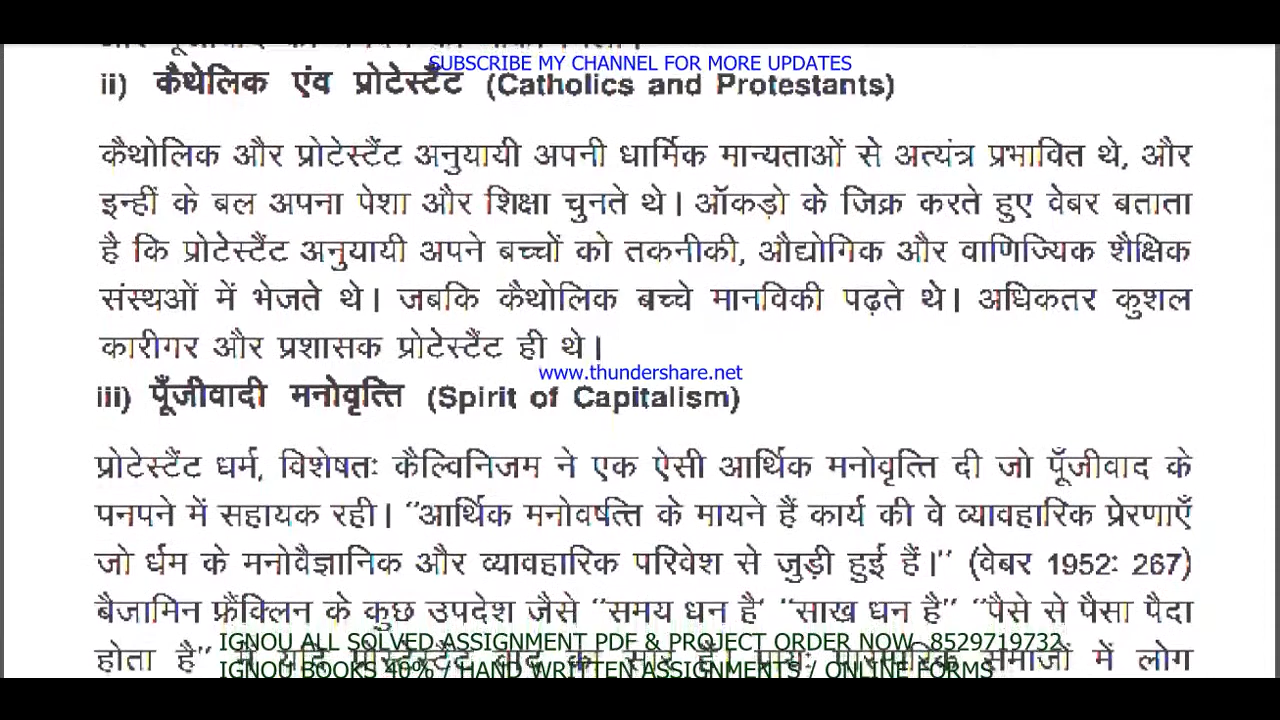 SUBSCRIBE MY CHANNEL FOR MORE UPDATES
ii) कैथेलिक एंव प्रोटेस्टैंट (Catholics and Protestants)
कैथोलिक और प्रोटेस्टैंट अनुयायी अपनी धार्मिक मान्यताओं से अत्यंत्र प्रभावित थे, और
इन्हीं के बल अपना पेशा और शिक्षा चुनते थे। ऑकड़ो के जिक्र करते हुए वेबर बताता
है कि प्रोटेस्टैंट अनुयायी अपने बच्चों को तकनीकी, औद्योगिक और वाणिज्यिक शैक्षिक
संस्थओं में भेजते थे। जबकि कैथोलिक बच्चे मानविकी पढ़ते थे। अधिकतर कुशल
कारीगर और प्रशासक प्रोटेस्टैंट ही थे।
www.thundershare.net
iii) पूँजीवादी मनोवृत्ति (Spirit of Capitalism)
प्रोटेस्टैंट धर्म, विशेषतः कैल्विनिजम ने एक ऐसी आर्थिक मनोवृत्ति दी जो पूँजीवाद के
पनपने में सहायक रही। “आर्थिक मनोवषत्ति के मायने हैं कार्य की वे व्यावहारिक प्रेरणाएँ
जो र्धम के मनोवैज्ञानिक और व्यावहारिक परिवेश से जुड़ी हुई हैं।” (वेबर 1952: 267)
बैजामिन फ्रैंक्लिन के कुछ उपदेश जैसे “समय धन है’ “साख धन है” “पैसे से पैसा पैदा
होता है” में यदि प्रोटेस्टैंट वाद का सार है। प्रायः पारंपरिक समाजों में लोग
IGNOU ALL SOLVED ASSIGNMENT PDF & PROJECT ORDER NOW- 8529719732
IGNOU BOOKS 40% / HAND WRITTEN ASSIGNMENTS / ONLINE FORMS